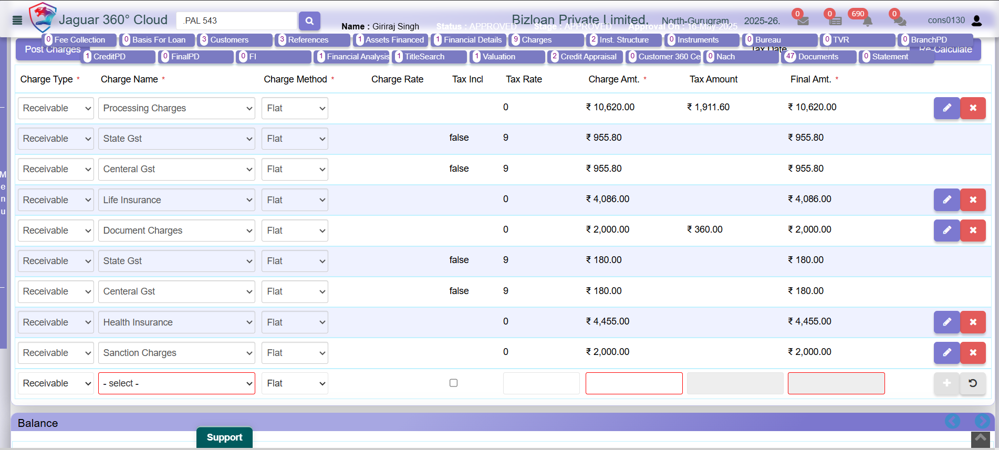 Jaguar 360° Cloud .PAL 543 Bizloan Private Limited. North-Gurugram 2025-26. 0 0 690 0 cons0130
Name : Giriraj Singh Status : APPROVED Stage : APPROVED Approval On : 16-May-2025
0 Fee Collection 0 Basis For Loan 3 Customers 3 References 1 Assets Financed 1 Financial Details 9 Charges 2 Inst. Structure 0 Instruments 0 Bureau 0 TVR 0 BranchPD
Post Charges Tax Date Re-Calculate
1 CreditPD 0 FinalPD 0 FI 1 Financial Analysis 1 TitleSearch 1 Valuation 2 Credit Appraisal 0 Customer 360 Ce 0 Nach 47 Documents 0 Statement
Charge Type * Charge Name * Charge Method * Charge Rate Tax Incl Tax Rate Charge Amt. * Tax Amount Final Amt. *
Receivable Processing Charges Flat 0 ₹ 10,620.00 ₹ 1,911.60 ₹ 10,620.00
Receivable State Gst Flat false 9 ₹ 955.80 ₹ 955.80
Receivable Centeral Gst Flat false 9 ₹ 955.80 ₹ 955.80
Receivable Life Insurance Flat 0 ₹ 4,086.00 ₹ 4,086.00
Receivable Document Charges Flat 0 ₹ 2,000.00 ₹ 360.00 ₹ 2,000.00
Receivable State Gst Flat false 9 ₹ 180.00 ₹ 180.00
Receivable Centeral Gst Flat false 9 ₹ 180.00 ₹ 180.00
Receivable Health Insurance Flat 0 ₹ 4,455.00 ₹ 4,455.00
Receivable Sanction Charges Flat 0 ₹ 2,000.00 ₹ 2,000.00
Receivable - select - Flat
Menu
Balance
Support